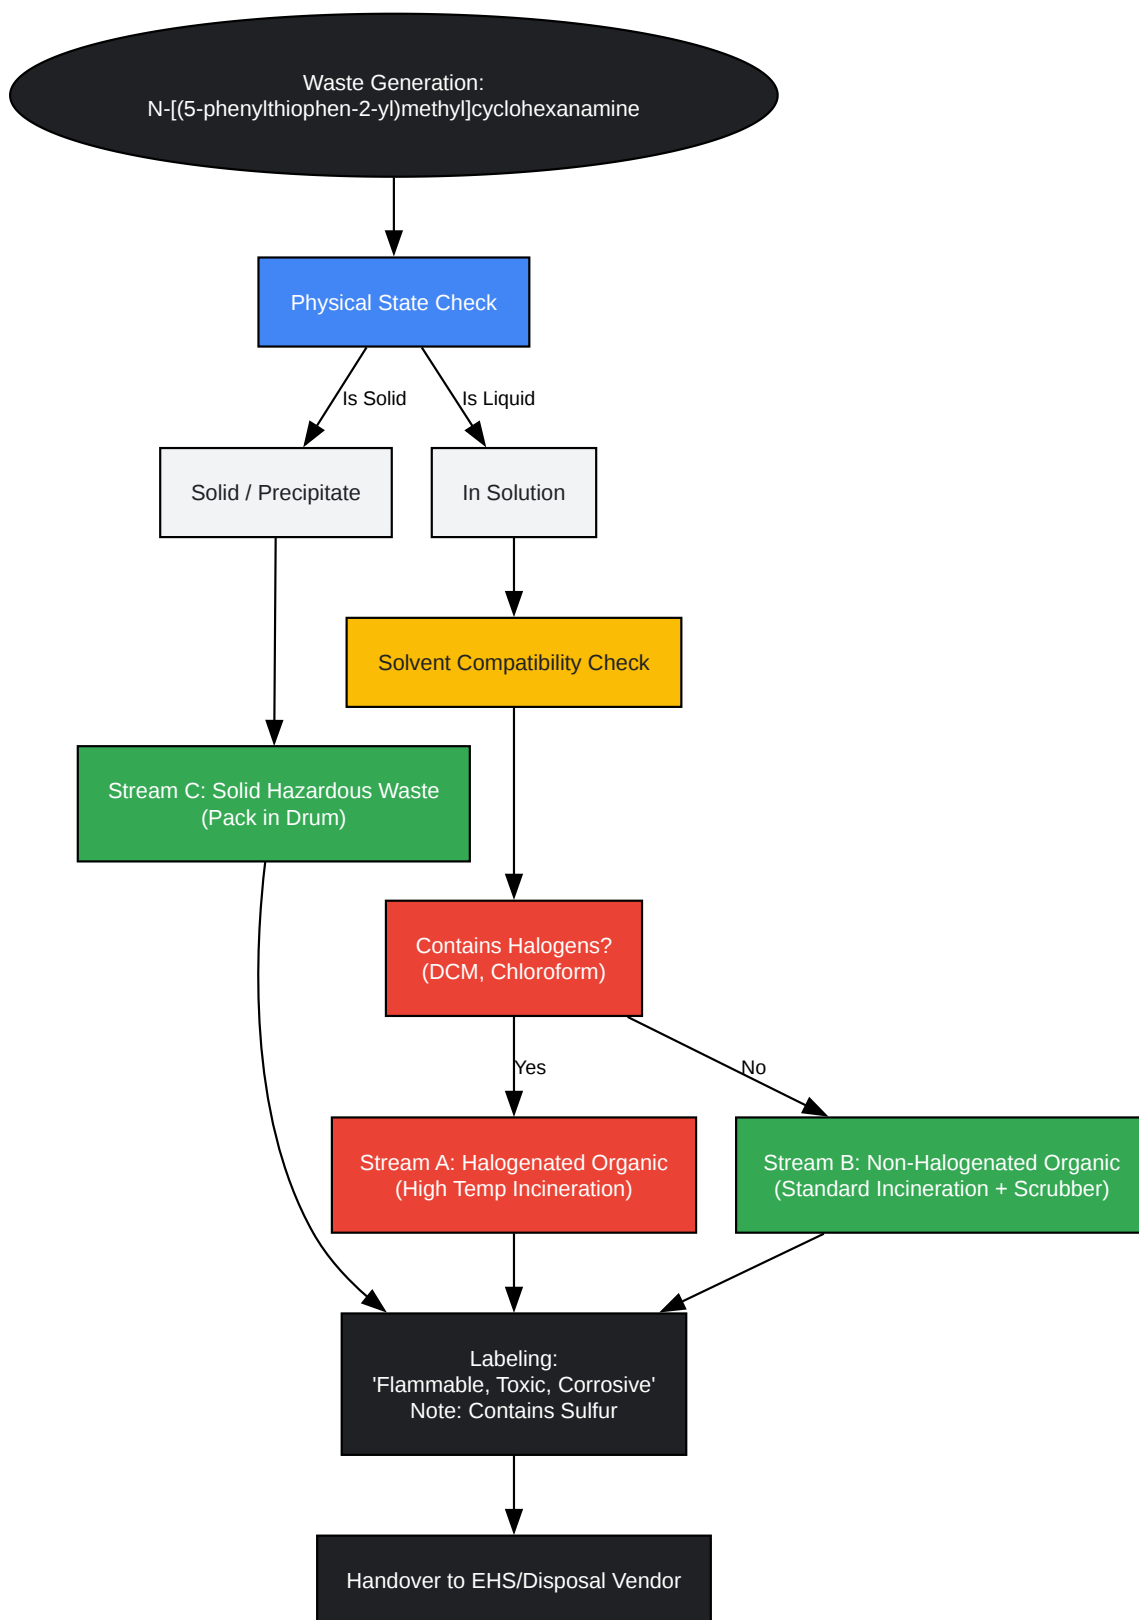 Waste Generation:
N-[(5-phenylthiophen-2-yl)methyl]cyclohexanamine
Physical State Check
Is Solid
Is Liquid
Solid / Precipitate
In Solution
Solvent Compatibility Check
Stream C: Solid Hazardous Waste
(Pack in Drum)
Contains Halogens?
(DCM, Chloroform)
Yes
No
Stream A: Halogenated Organic
(High Temp Incineration)
Stream B: Non-Halogenated Organic
(Standard Incineration + Scrubber)
Labeling:
'Flammable, Toxic, Corrosive'
Note: Contains Sulfur
Handover to EHS/Disposal Vendor